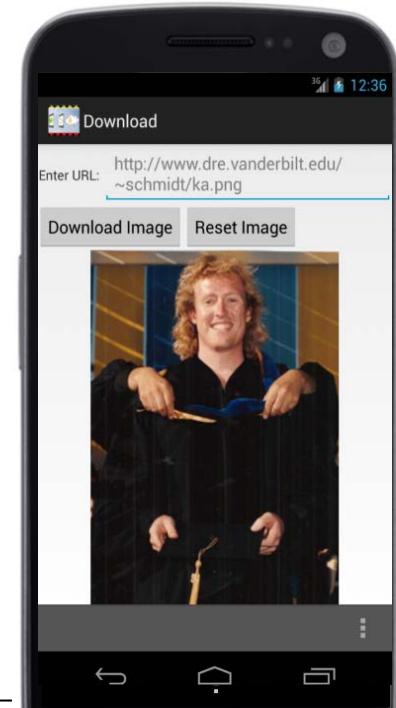 36 12:36
Download
Enter URL: http://www.dre.vanderbilt.edu/
~schmidt/ka.png
Download Image Reset Image